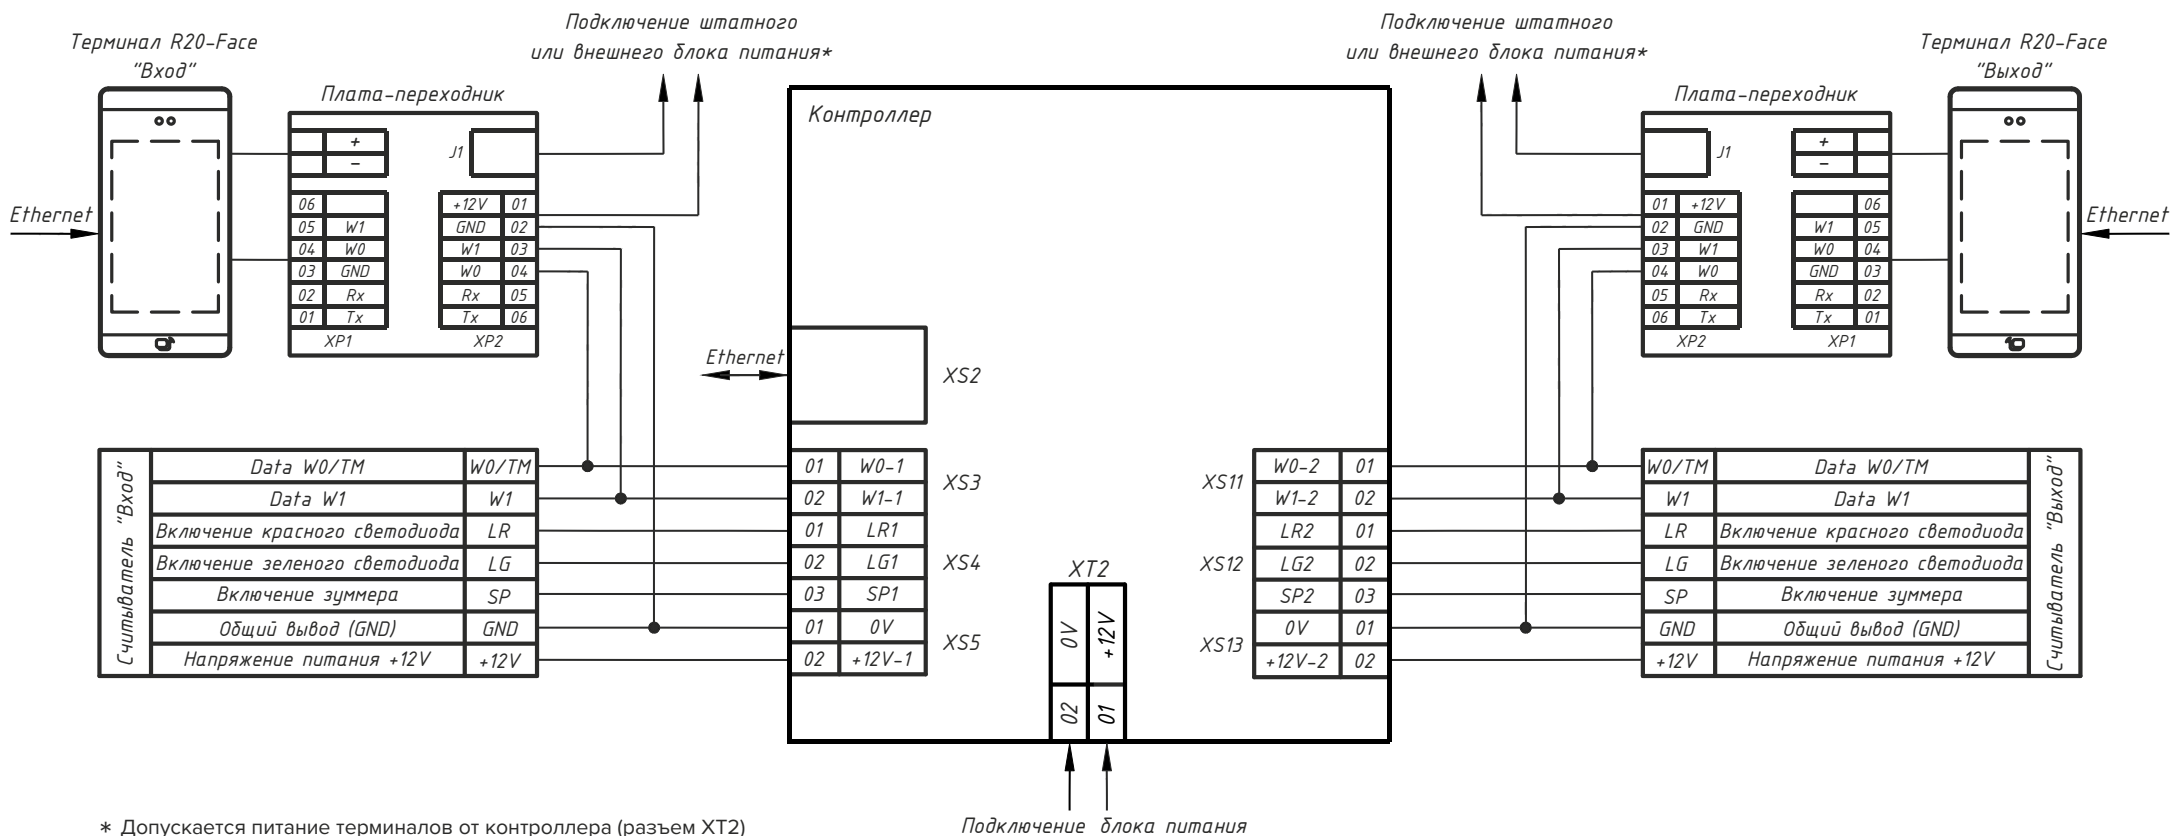 Подключение штатного
или внешнего блока питания*
Подключение штатного
или внешнего блока питания*
Терминал R20-Face
"Вход"
Терминал R20-Face
"Выход"
Плата-переходник
Контроллер
Плата-переходник
+
-
J1
06
05 W1
04 W0
03 GND
02 Rx
01 Tx
XP1
+12V 01
GND 02
W1 03
W0 04
Rx 05
Tx 06
XP2
Ethernet
J1
+
-
01 +12V
02 GND
03 W1
04 W0
05 Rx
06 Tx
XP2
06
W1 05
W0 04
GND 03
Rx 02
Tx 01
XP1
Ethernet
Ethernet
XS2
Считыватель "Вход"
Data W0/TM W0/TM
Data W1 W1
Включение красного светодиода LR
Включение зеленого светодиода LG
Включение зуммера SP
Общий вывод (GND) GND
Напряжение питания +12V +12V
01 W0-1
02 W1-1
XS3
01 LR1
02 LG1
03 SP1
XS4
01 0V
02 +12V-1
XS5
XT2
0V +12V
02 01
XS11
W0-2 01
W1-2 02
XS12
LR2 01
LG2 02
SP2 03
XS13
0V 01
+12V-2 02
W0/TM Data W0/TM
W1 Data W1
LR Включение красного светодиода
LG Включение зеленого светодиода
SP Включение зуммера
GND Общий вывод (GND)
+12V Напряжение питания +12V
Считыватель "Выход"
* Допускается питание терминалов от контроллера (разъем XT2)
Подключение блока питания